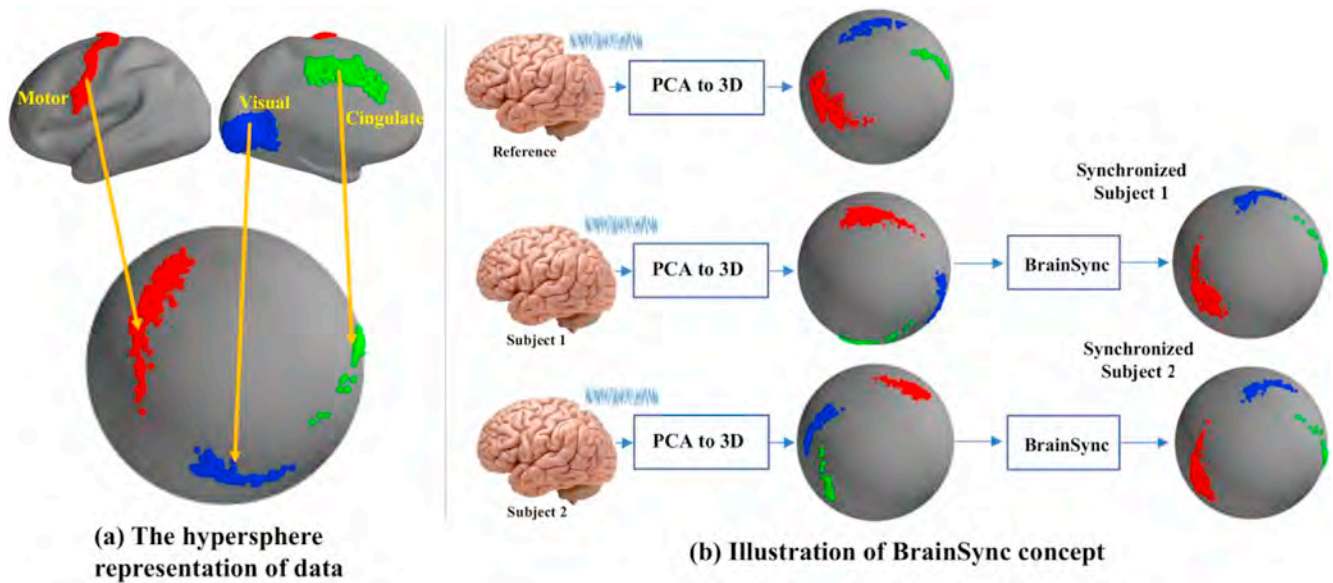 Motor
Visual
Cingulate
(a) The hypersphere
representation of data
PCA to 3D
Reference
Synchronized
Subject 1
PCA to 3D
BrainSync
Subject 1
Synchronized
Subject 2
PCA to 3D
BrainSync
Subject 2
(b) Illustration of BrainSync concept